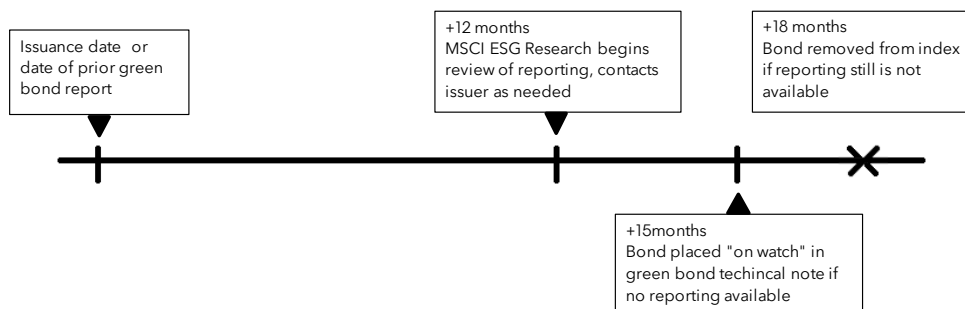 Issuance date or
date of prior green
bond report
+12 months
MSCI ESG Research begins
review of reporting, contacts
issuer as needed
+18 months
Bond removed from index
if reporting still is not
available
+15months
Bond placed "on watch" in
green bond techincal note if
no reporting available